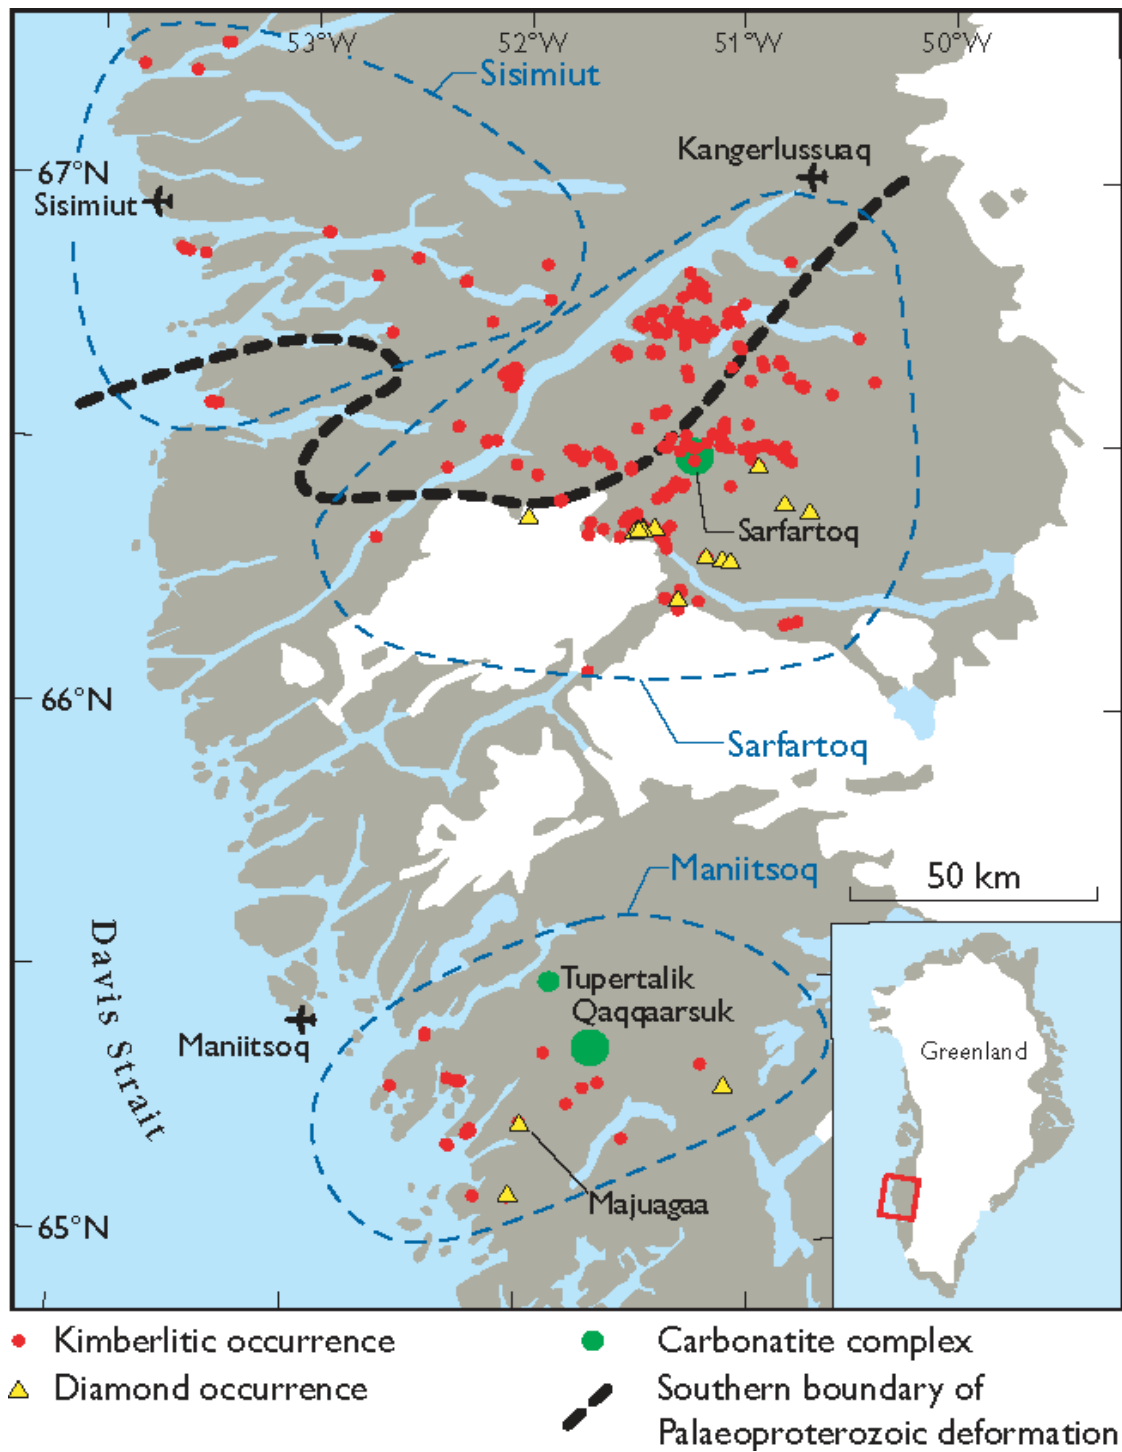 53°W
52°W
51°W
50°W
Sisimiut
Kangerlussuaq
67°N
Sisimiut
Sarfartoq
66°N
Sarfartoq
Maniitsoq
50 km
Davis Strait
Tupertalik
Qaqqaarsuk
Maniitsoq
Greenland
Majuagaa
65°N
Kimberlitic occurrence
Carbonatite complex
Diamond occurrence
Southern boundary of
Palaeoproterozoic deformation